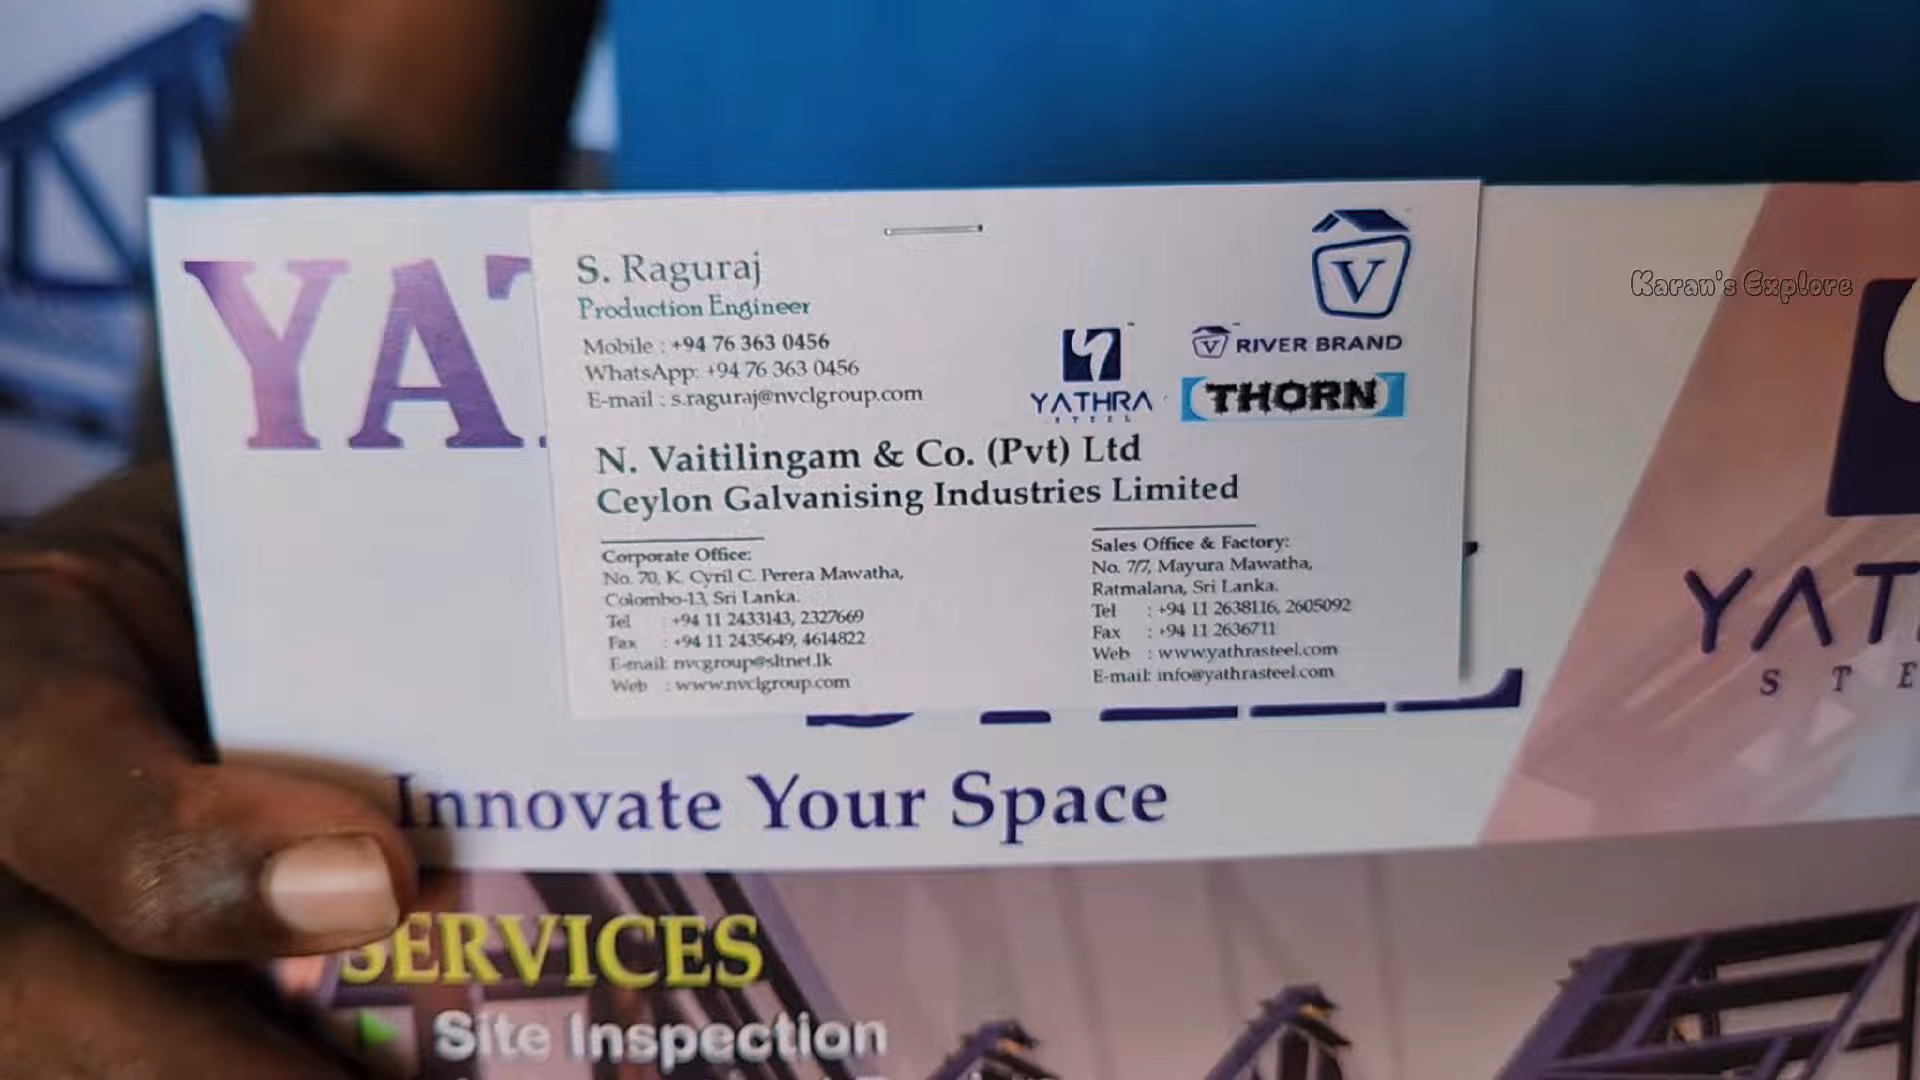 YA
S. Raguraj
Production Engineer
Mobile : +94 76 363 0456
WhatsApp: +94 76 363 0456
E-mail : s.raguraj@nvclgroup.com
V
YATHRA
STEEL
V RIVER BRAND
THORN
N. Vaitilingam & Co. (Pvt) Ltd
Ceylon Galvanising Industries Limited
Corporate Office:
No. 70, K. Cyril C. Perera Mawatha,
Colombo-13, Sri Lanka.
Tel : +94 11 2433143, 2327669
Fax : +94 11 2435649, 4614822
E-mail: nvcgroup@sltnet.lk
Web : www.nvclgroup.com
Sales Office & Factory:
No. 7/7, Mayura Mawatha,
Ratmalana, Sri Lanka.
Tel : +94 11 2638116, 2605092
Fax : +94 11 2636711
Web : www.yathrasteel.com
E-mail: info@yathrasteel.com
Karan's Explore
YAT
STE
Innovate Your Space
SERVICES
Site Inspection